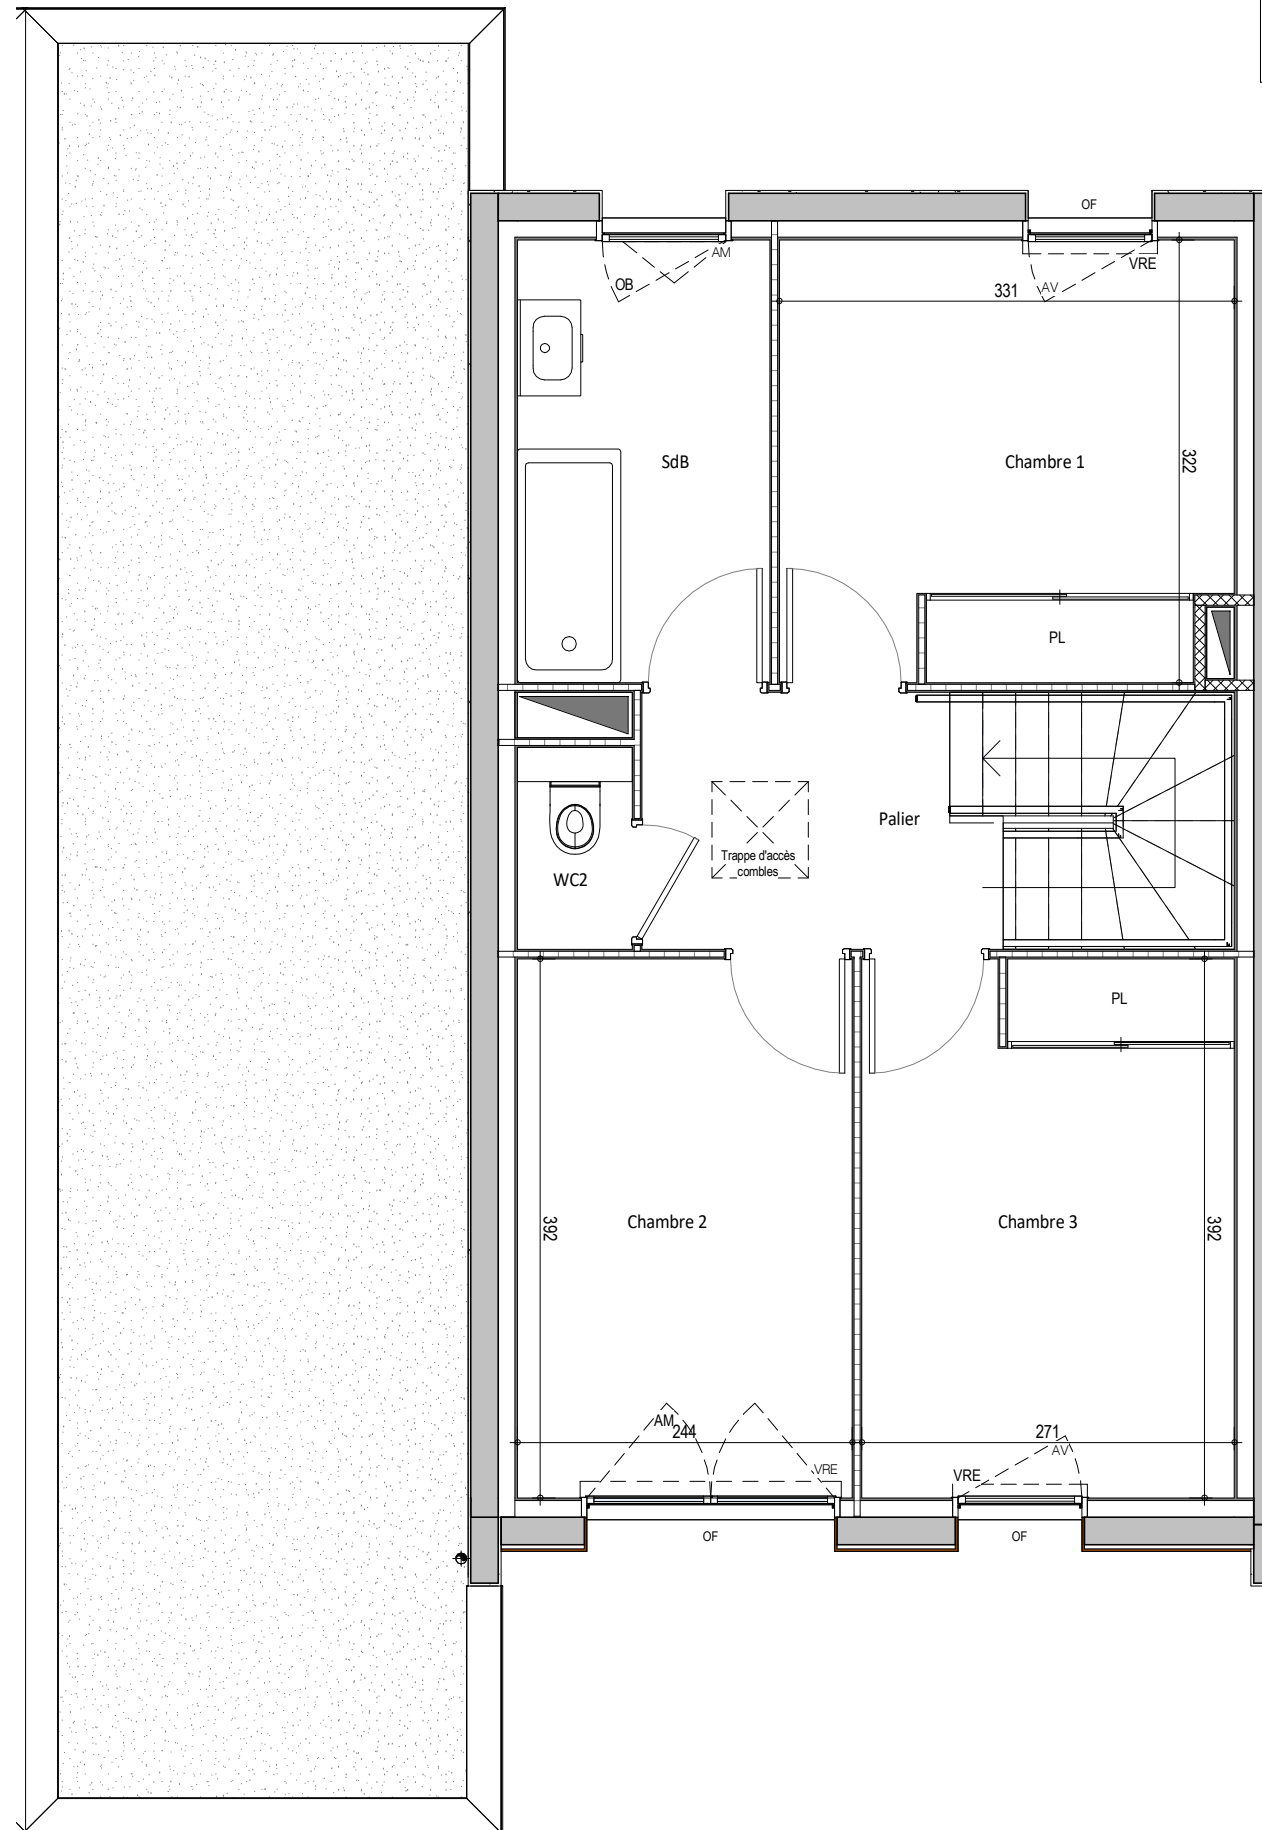 OF
AM
VRE
OB
AV
331
SdB
Chambre 1
322
PL
Palier
Trappe d'accès
combles
WC2
PL
Chambre 2
392
Chambre 3
392
AM
244
271
AV
VRE
VRE
OF
OF